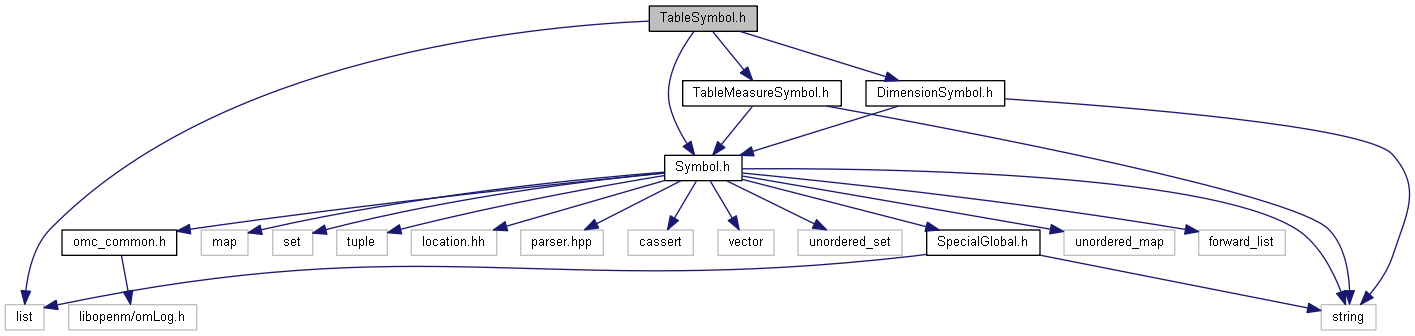 TableSymbol.h
TableMeasureSymbol.h
DimensionSymbol.h
Symbol.h
omc_common.h
map
set
tuple
location.hh
parser.hpp
cassert
vector
unordered_set
SpecialGlobal.h
unordered_map
forward_list
list
libopenm/omLog.h
string